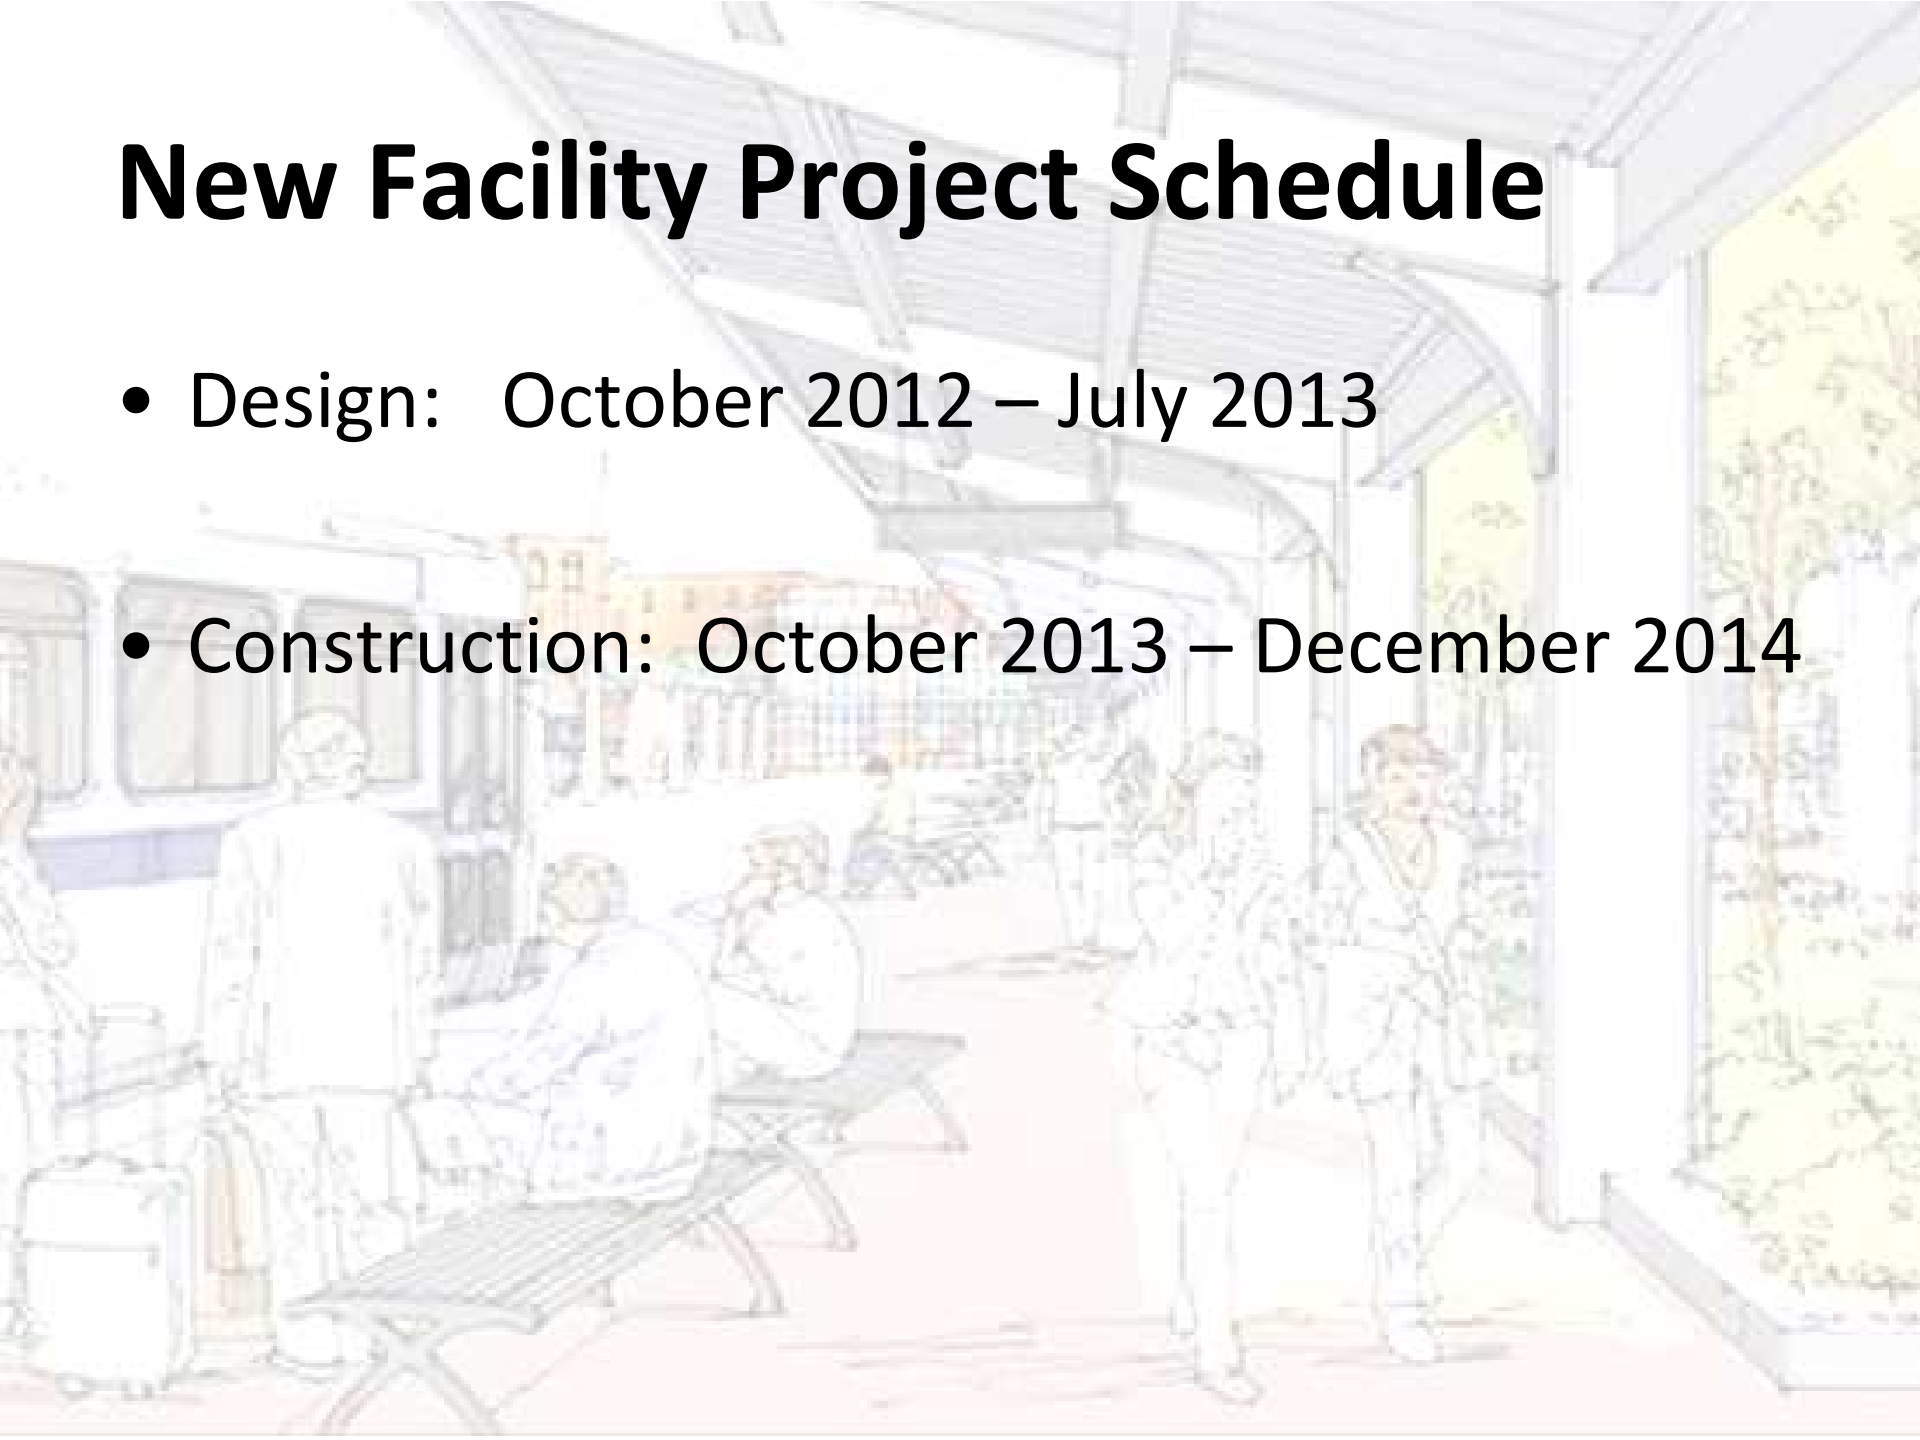 New Facility Project Schedule
• Design:   October 2012 – July 2013
• Construction:  October 2013 – December 2014